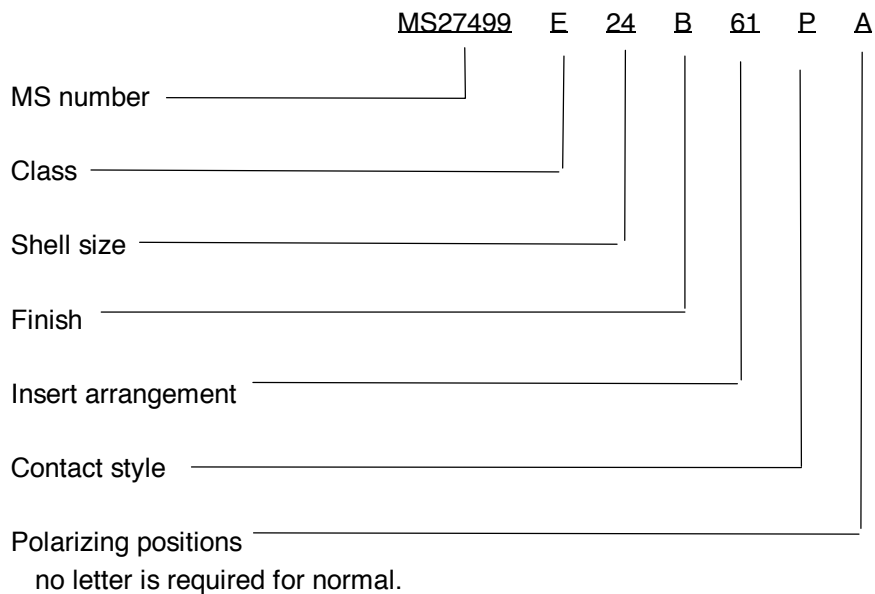 MS27499 E 24 B 61 P A
MS number
Class
Shell size
Finish
Insert arrangement
Contact style
Polarizing positions
no letter is required for normal.